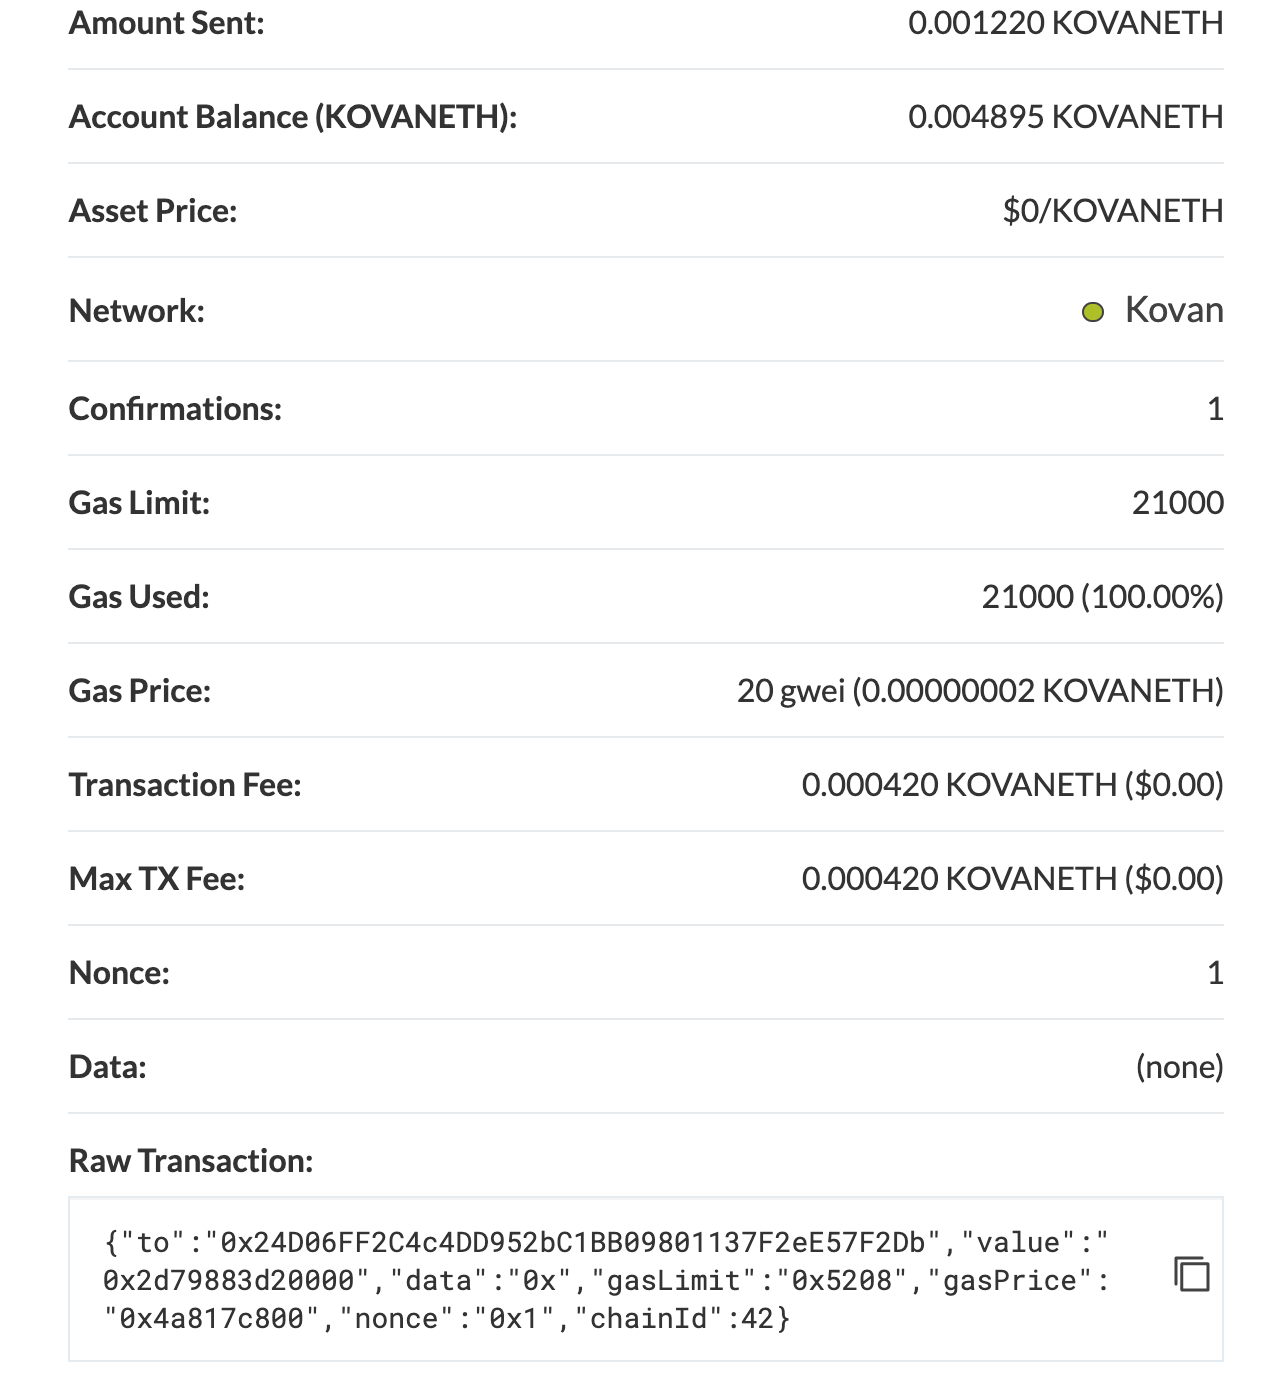 Amount Sent: 0.001220 KOVANETH
Account Balance (KOVANETH): 0.004895 KOVANETH
Asset Price: $0/KOVANETH
Network: Kovan
Confirmations: 1
Gas Limit: 21000
Gas Used: 21000 (100.00%)
Gas Price: 20 gwei (0.00000002 KOVANETH)
Transaction Fee: 0.000420 KOVANETH ($0.00)
Max TX Fee: 0.000420 KOVANETH ($0.00)
Nonce: 1
Data: (none)
Raw Transaction:
{"to":"0x24D06FF2C4c4DD952bC1BB09801137F2eE57F2Db","value":"
0x2d79883d20000","data":"0x","gasLimit":"0x5208","gasPrice":
"0x4a817c800","nonce":"0x1","chainId":42}